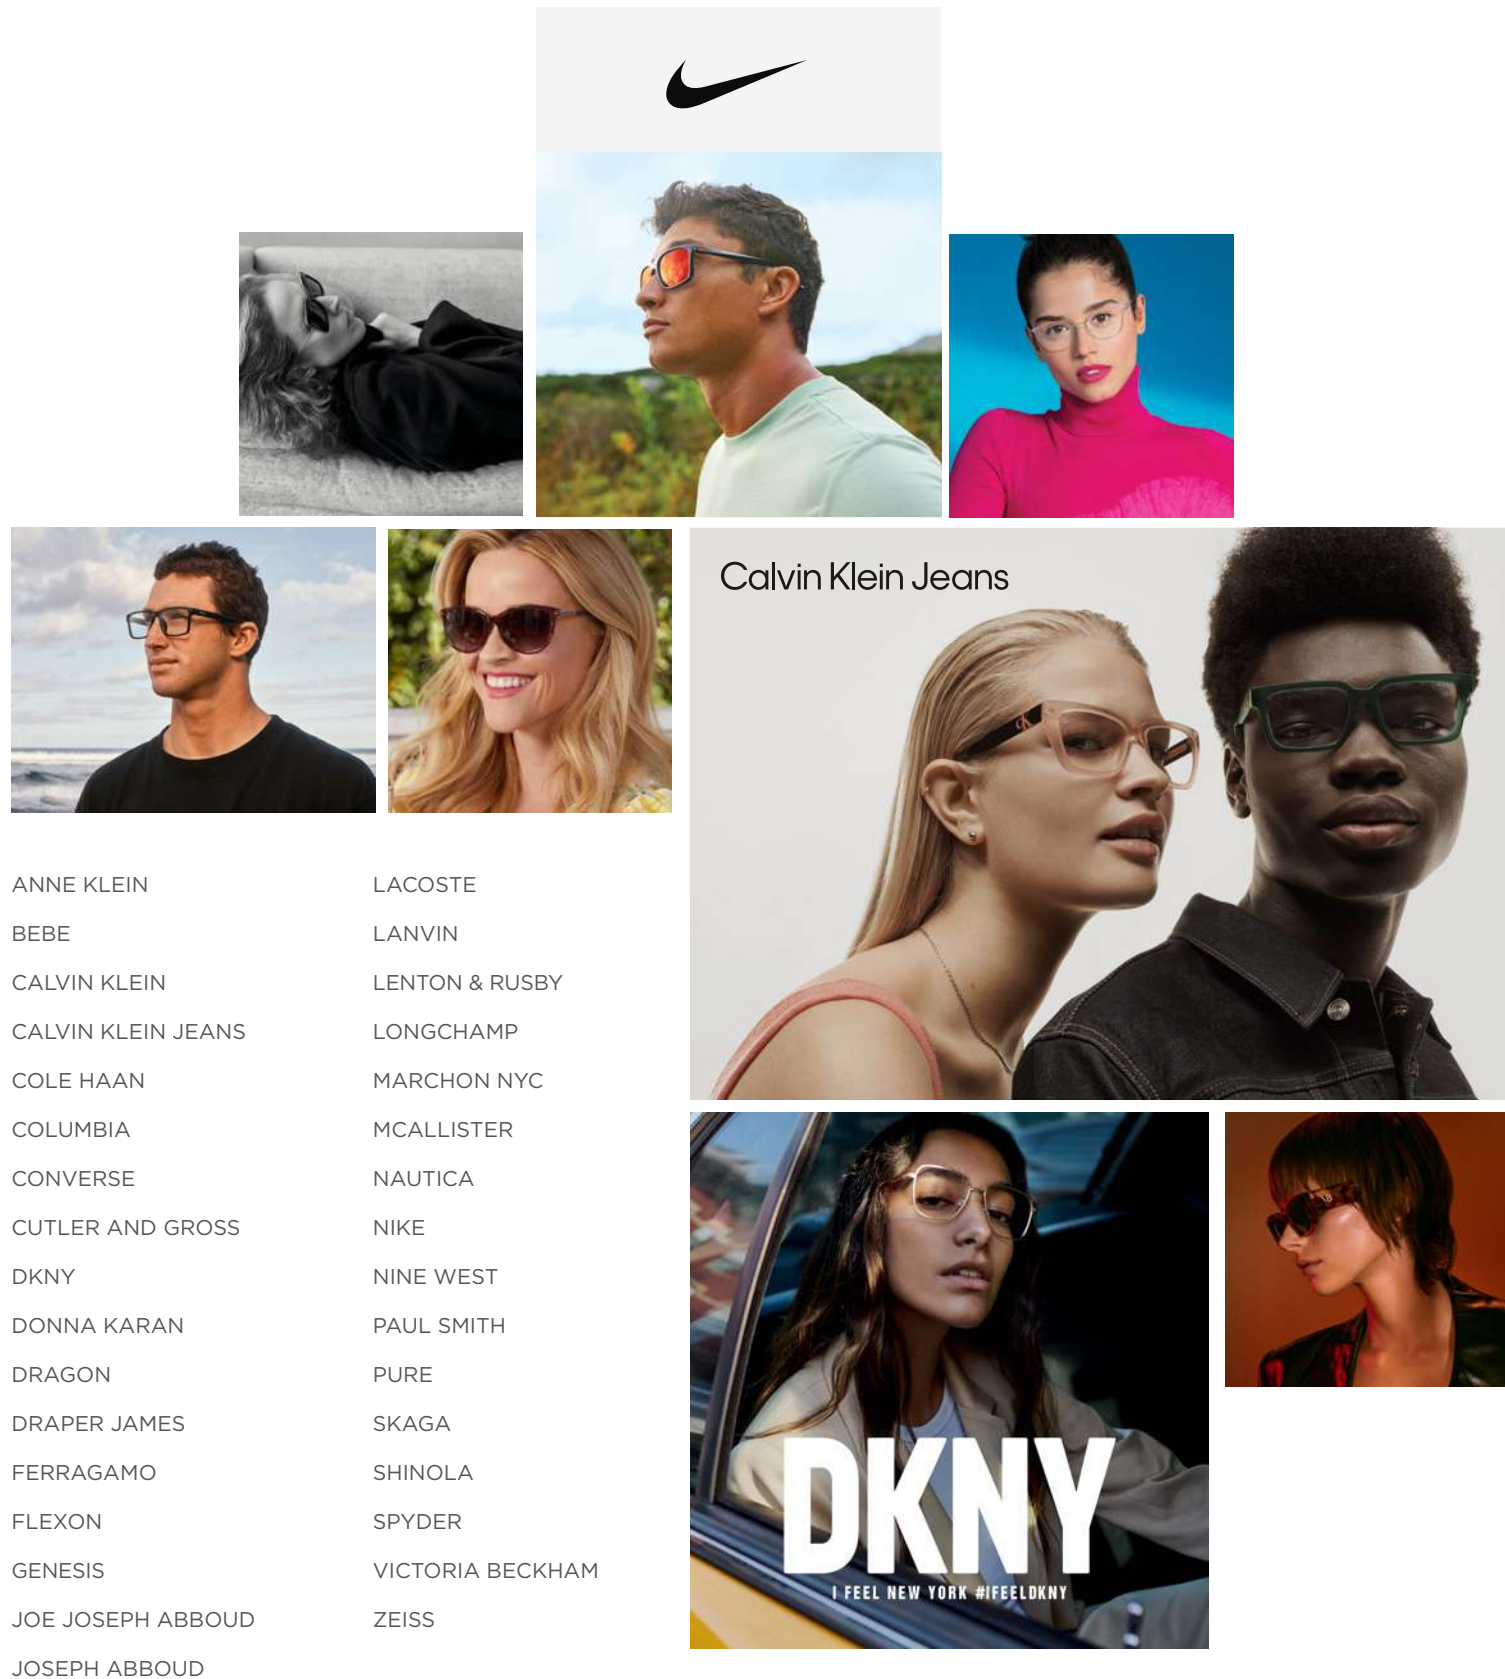 Calvin Klein Jeans
ANNE KLEIN
BEBE
CALVIN KLEIN
CALVIN KLEIN JEANS
COLE HAAN
COLUMBIA
CONVERSE
CUTLER AND GROSS
DKNY
DONNA KARAN
DRAGON
DRAPER JAMES
FERRAGAMO
FLEXON
GENESIS
JOE JOSEPH ABBOUD
JOSEPH ABBOUD
LACOSTE
LANVIN
LENTON & RUSBY
LONGCHAMP
MARCHON NYC
MCALLISTER
NAUTICA
NIKE
NINE WEST
PAUL SMITH
PURE
SKAGA
SHINOLA
SPYDER
VICTORIA BECKHAM
ZEISS
DKNY
I FEEL NEW YORK #IFEELDKNY